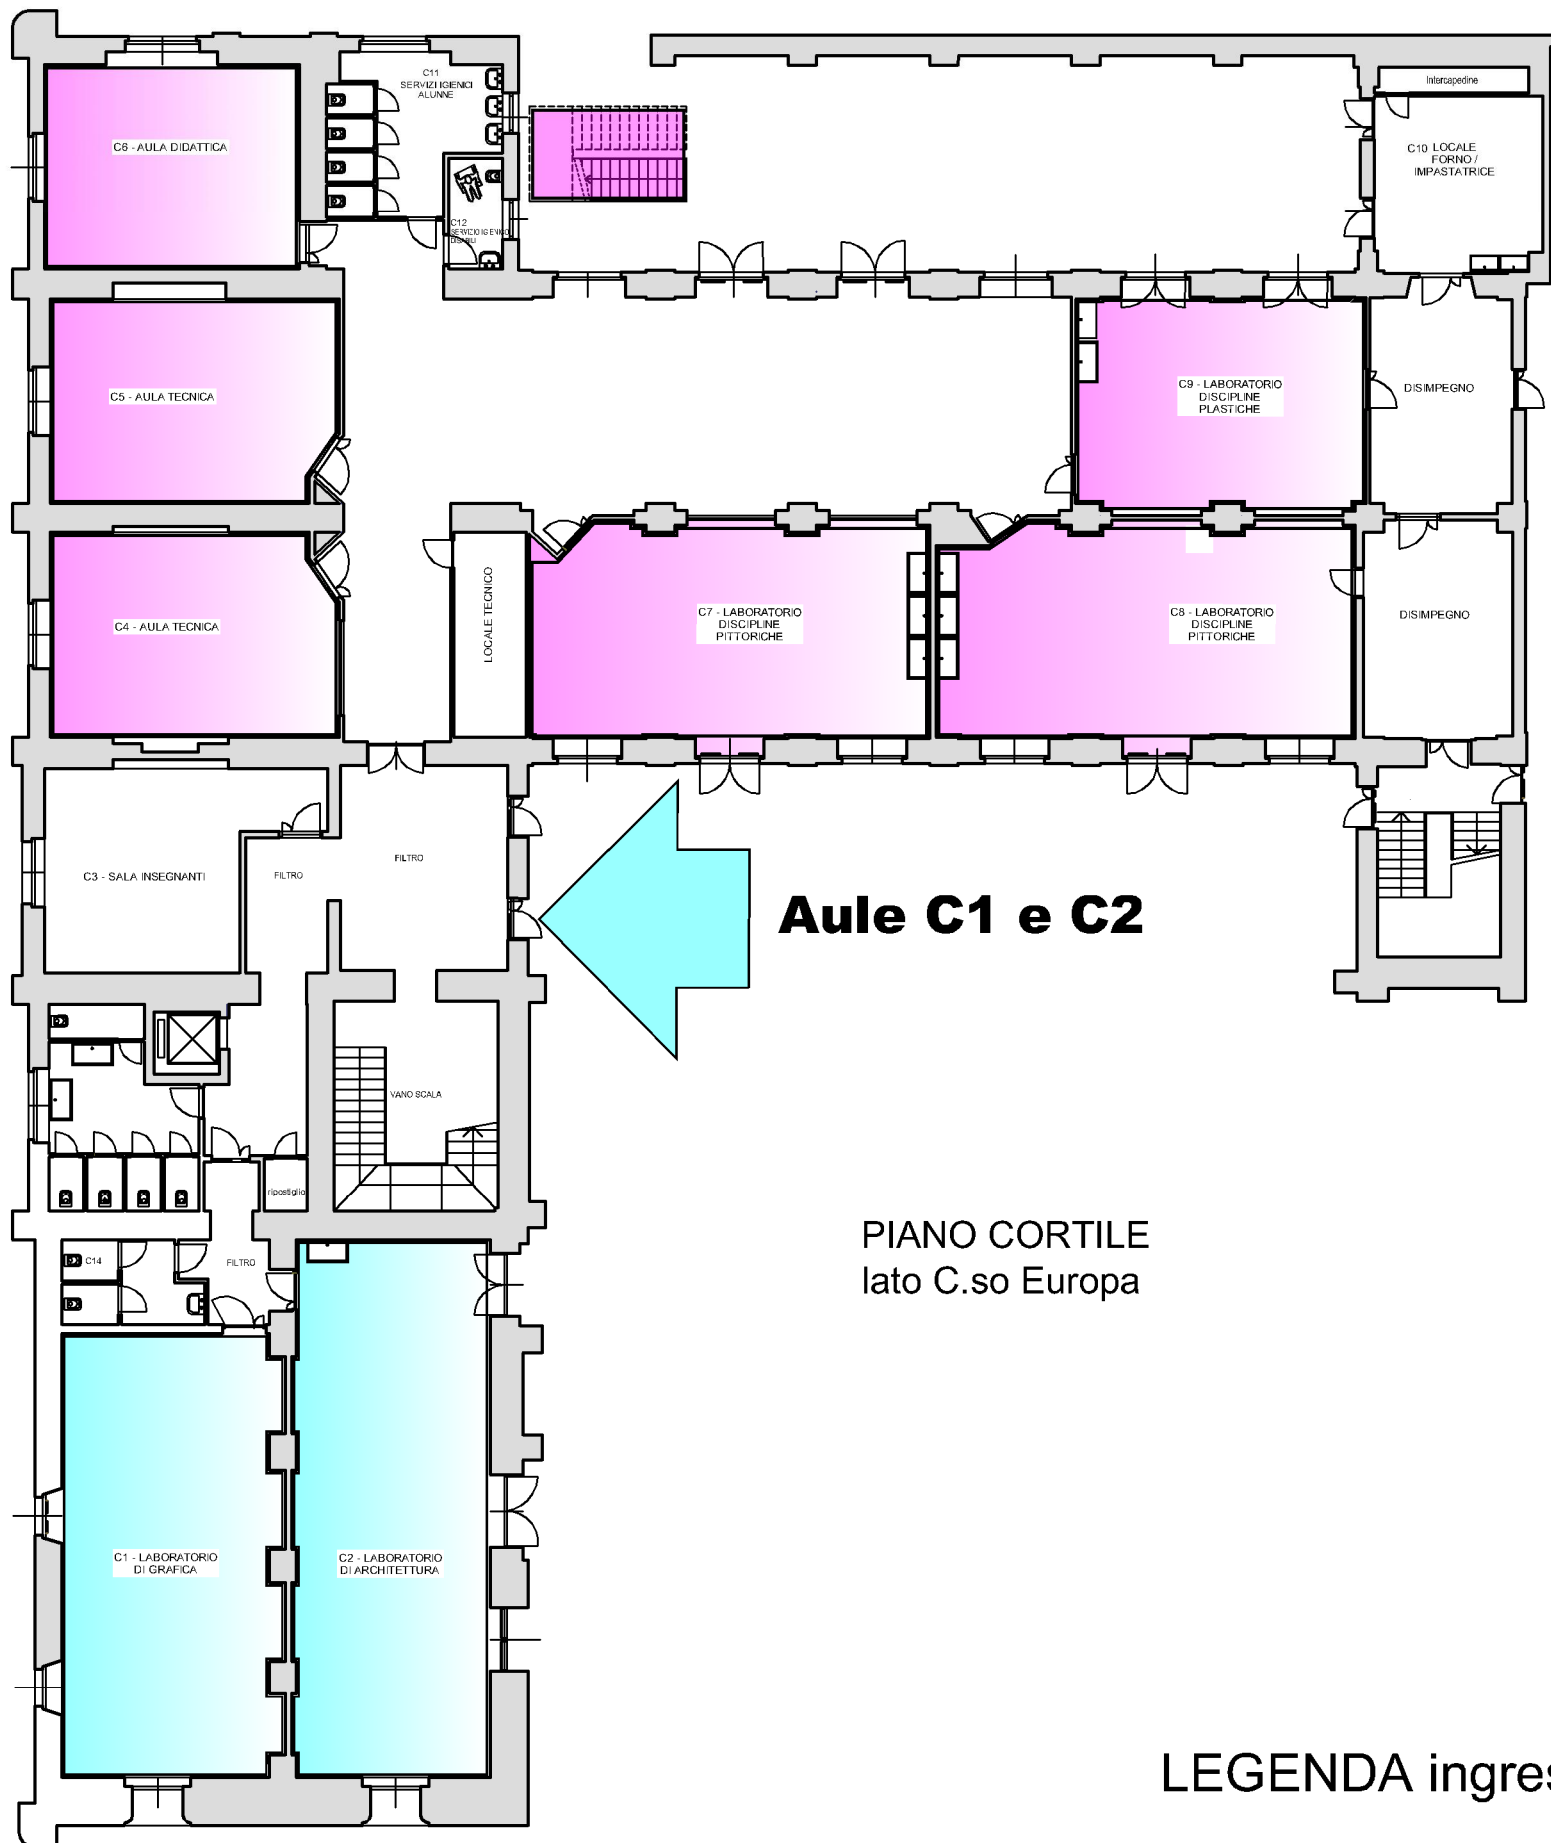 C11
SERVIZI IGIENICI
ALUNNE
Intercapedine
C6 - AULA DIDATTICA
C10 LOCALE
FORNO /
IMPASTATRICE
C12
SERVIZIO IGIENICO
DISABILI
C5 - AULA TECNICA
C9 - LABORATORIO
DISCIPLINE
PLASTICHE
DISIMPEGNO
C4 - AULA TECNICA
LOCALE TECNICO
C7 - LABORATORIO
DISCIPLINE
PITTORICHE
C8 - LABORATORIO
DISCIPLINE
PITTORICHE
DISIMPEGNO
C3 - SALA INSEGNANTI
FILTRO
FILTRO
Aule C1 e C2
VANO SCALA
ripostiglio
PIANO CORTILE
lato C.so Europa
C14
FILTRO
C1 - LABORATORIO
DI GRAFICA
C2 - LABORATORIO
DI ARCHITETTURA
LEGENDA ingres